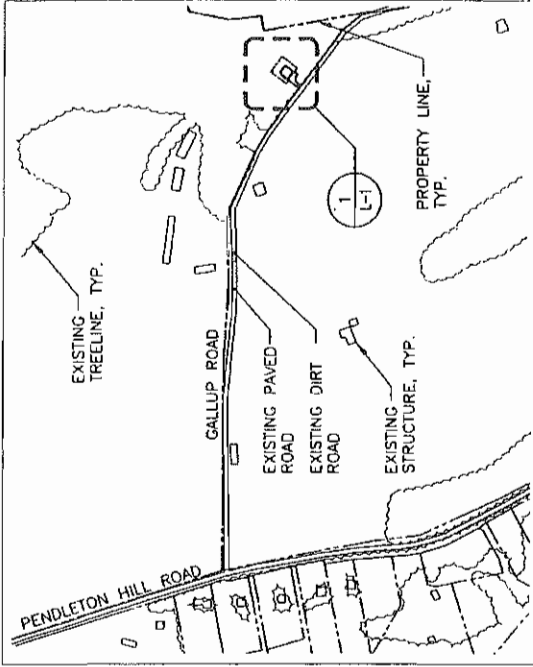 EXISTING
TREELINE, TYP.
GALLUP ROAD
EXISTING PAVED
ROAD
EXISTING DIRT
ROAD
EXISTING
STRUCTURE, TYP.
PENDLETON HILL ROAD
1
L-1
PROPERTY LINE,
TYP.